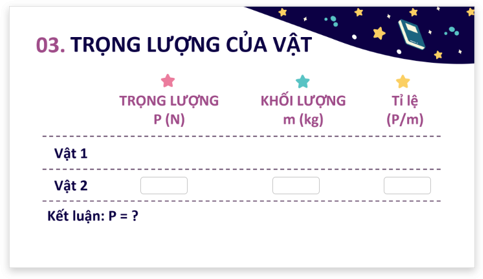 03. TRỌNG LƯỢNG CỦA VẬT
TRỌNG LƯỢNG KHỐI LƯỢNG Tỉ lệ
P (N) m (kg) (P/m)
Vật 1
Vật 2
Kết luận: P = ?